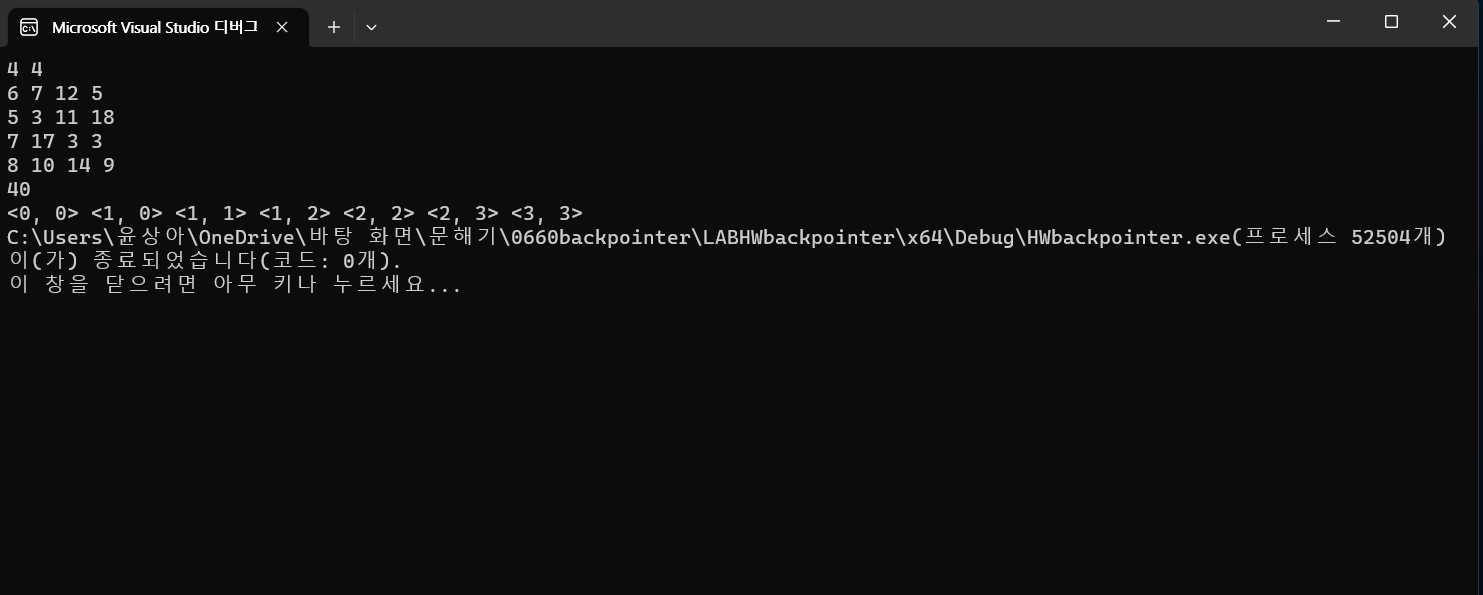 Microsoft Visual Studio 디버그
4 4
6 7 12 5
5 3 11 18
7 17 3 3
8 10 14 9
40
<0, 0> <1, 0> <1, 1> <1, 2> <2, 2> <2, 3> <3, 3>
C:\Users\윤상아\OneDrive\바탕 화면\문해기\0660backpointer\LABHWbackpointer\x64\Debug\HWbackpointer.exe(프로세스 52504개)
이(가) 종료되었습니다(코드: 0개).
이 창을 닫으려면 아무 키나 누르세요...